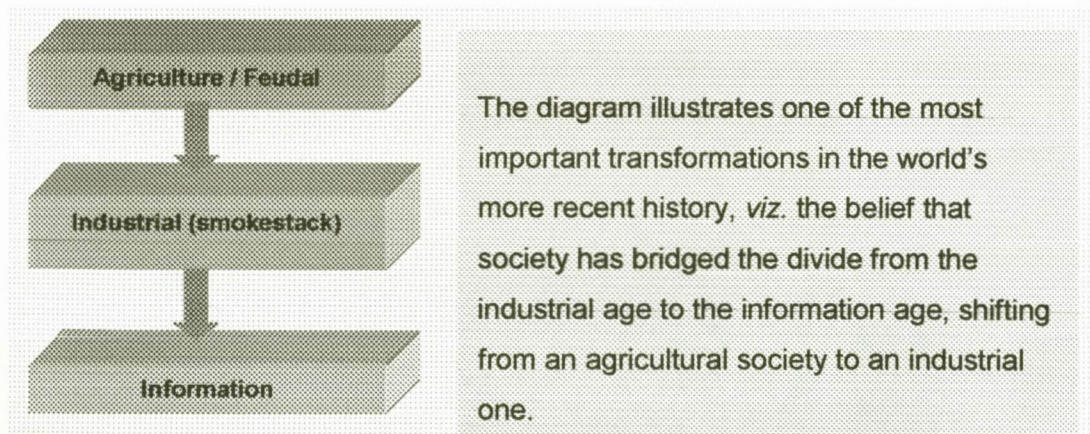 Agriculture / Feudal
Industrial (smokestack)
Information
The diagram illustrates one of the most
important transformations in the world's
more recent history, viz. the belief that
society has bridged the divide from the
industrial age to the information age, shifting
from an agricultural society to an industrial
one.